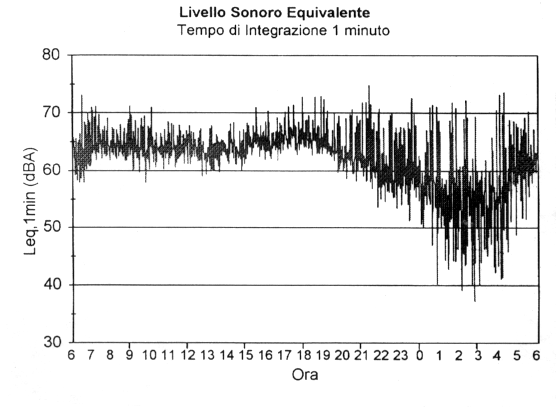 Livello Sonoro Equivalente
Tempo di Integrazione 1 minuto
Leq,1min (dBA)
80
70
60
50
40
30
6 7 8 9 10 11 12 13 14 15 16 17 18 19 20 21 22 23 0 1 2 3 4 5 6
Ora